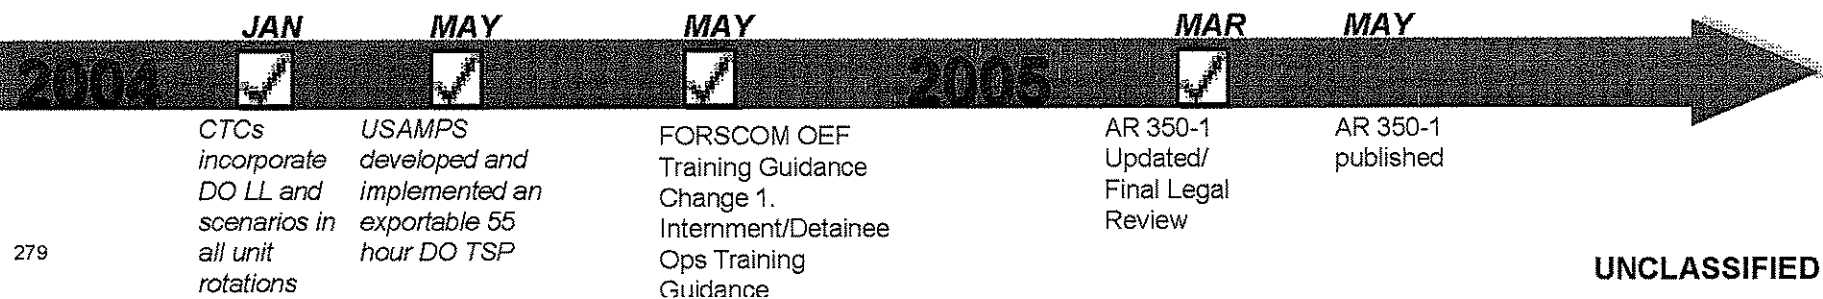 JAN MAY MAY MAR MAY
2004 2005
CTCs
incorporate
DO LL and
scenarios in
all unit
rotations
USAMPS
developed and
implemented an
exportable 55
hour DO TSP
FORSCOM OEF
Training Guidance
Change 1.
Internment/Detainee
Ops Training
Guidance
AR 350-1
Updated/
Final Legal
Review
AR 350-1
published
279
UNCLASSIFIED